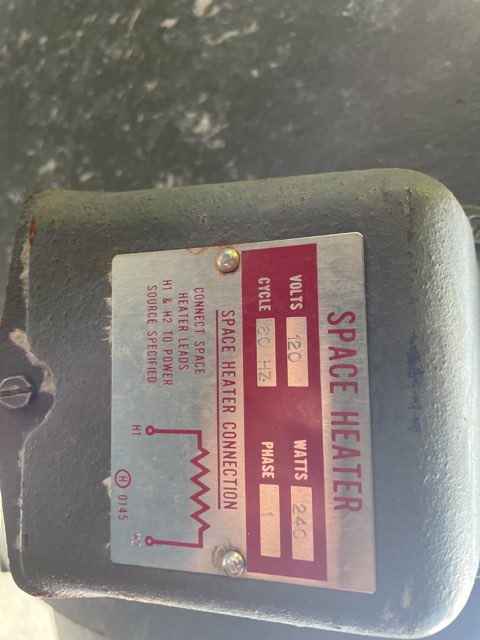 SPACE HEATER
VOLTS 120 WATTS 240
CYCLE 60 HZ PHASE 1
SPACE HEATER CONNECTION
CONNECT SPACE
HEATER LEADS
H1 & H2 TO POWER
SOURCE SPECIFIED
H1 H2
H 0145